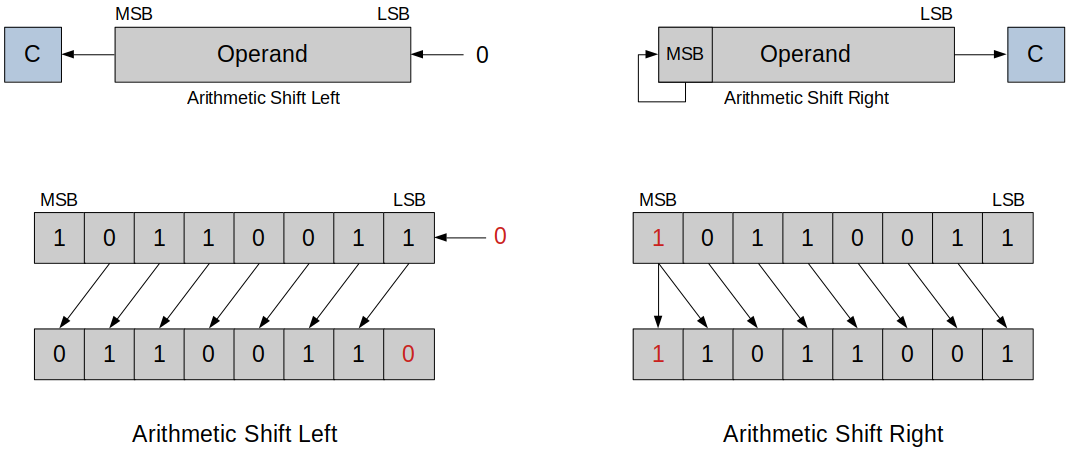 MSB LSB LSB
C Operand 0 MSB Operand C
Arithmetic Shift Left Arithmetic Shift Right
MSB LSB MSB LSB
1 0 1 1 0 0 1 1 0 1 0 1 1 0 0 1 1
0 1 1 0 0 1 1 0 1 1 0 1 1 0 0 1
Arithmetic Shift Left Arithmetic Shift Right